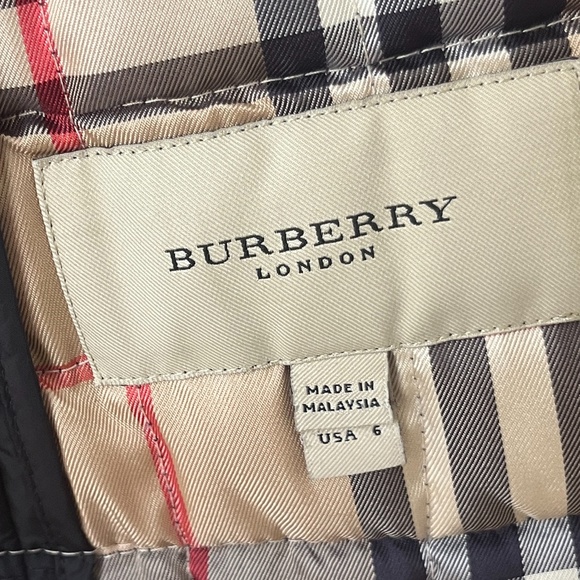 BURBERRY
LONDON
MADE IN
MALAYSIA
USA 6